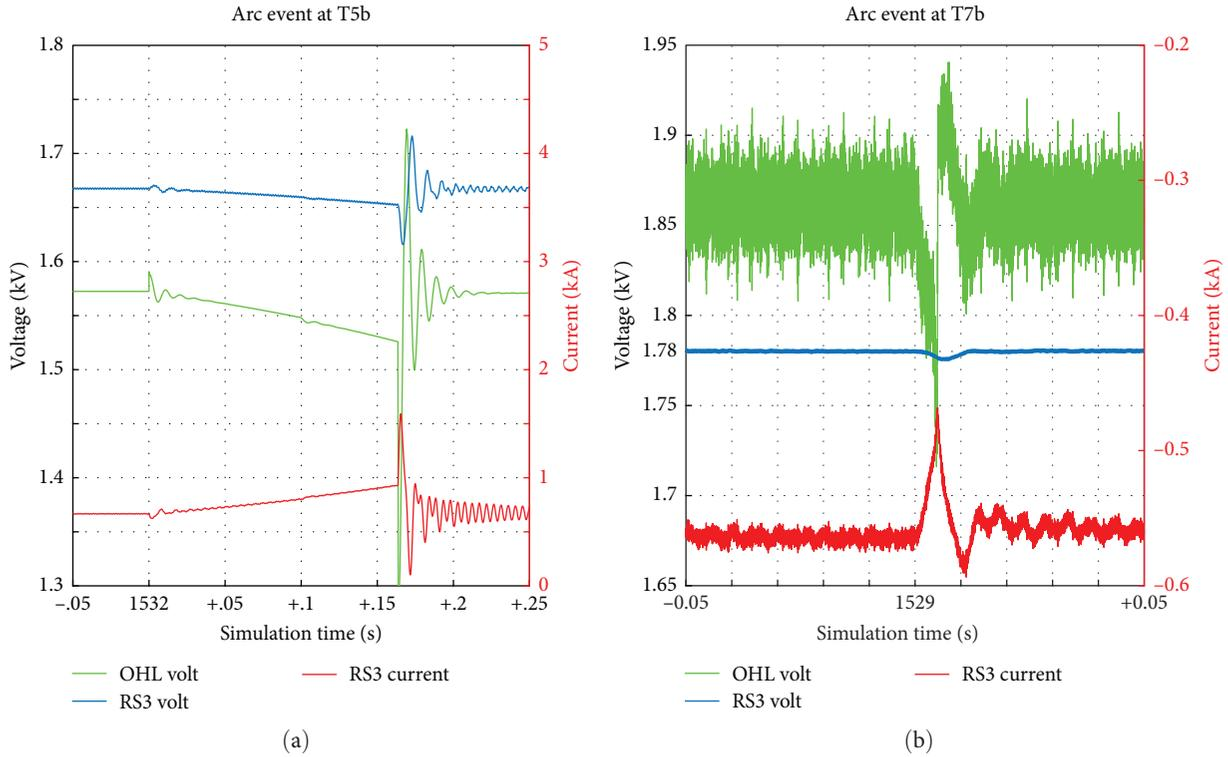 Arc event at T5b
1.8
1.7
1.6
1.5
1.4
1.3
Voltage (kV)
5
4
3
2
1
0
Current (kA)
−.05 1532 +.05 +.1 +.15 +.2 +.25
Simulation time (s)
OHL volt RS3 current
RS3 volt
(a)
Arc event at T7b
1.95
1.9
1.85
1.8
1.78
1.75
1.7
1.65
Voltage (kV)
−0.2
−0.3
−0.4
−0.5
−0.6
Current (kA)
−0.05 1529 +0.05
Simulation time (s)
OHL volt RS3 current
RS3 volt
(b)